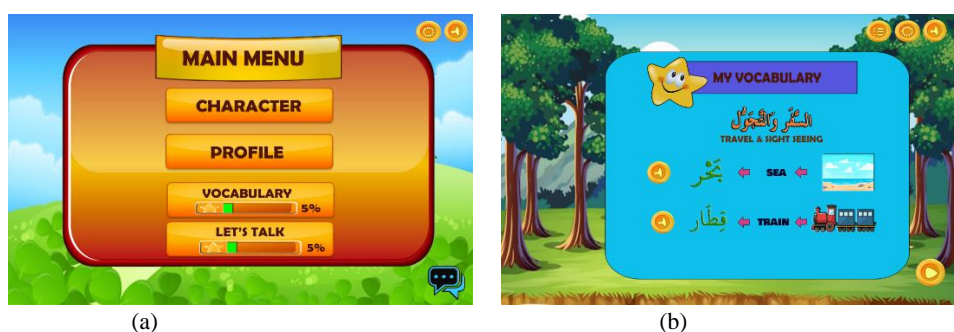 MAIN MENU
CHARACTER
PROFILE
VOCABULARY
5%
LET'S TALK
5%
(a)
MY VOCABULARY
السَّفَر وَالتَّجَوُّل
TRAVEL & SIGHT SEEING
بَحْر SEA
قِطَار TRAIN
(b)